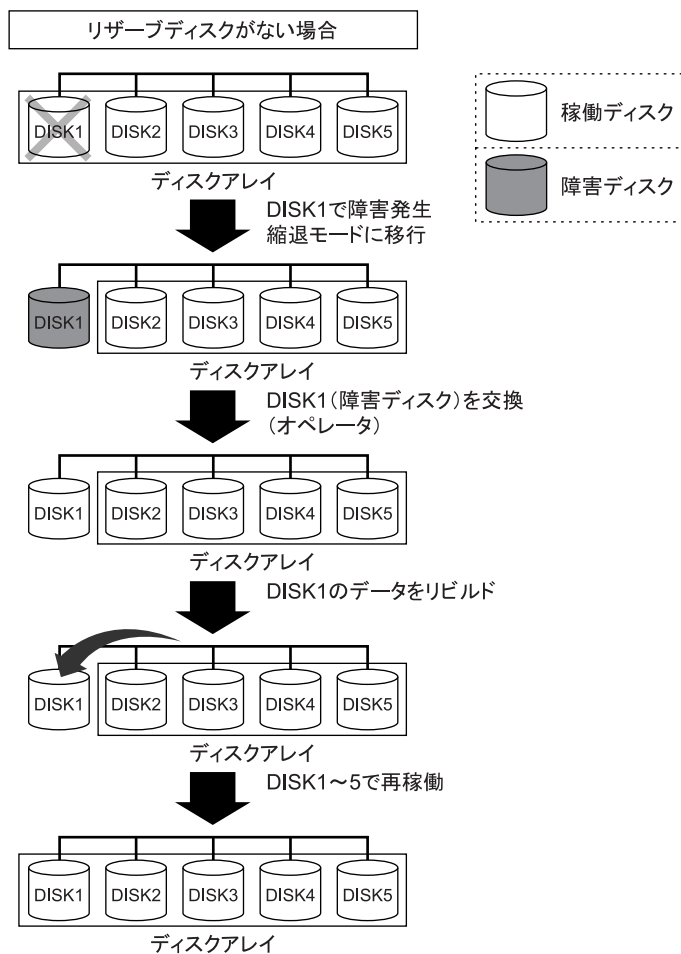 リザーブディスクがない場合
DISK1 DISK2 DISK3 DISK4 DISK5
ディスクアレイ
稼働ディスク
障害ディスク
DISK1で障害発生
縮退モードに移行
DISK1 DISK2 DISK3 DISK4 DISK5
ディスクアレイ
DISK1(障害ディスク)を交換
(オペレータ)
DISK1 DISK2 DISK3 DISK4 DISK5
ディスクアレイ
DISK1のデータをリビルド
DISK1 DISK2 DISK3 DISK4 DISK5
ディスクアレイ
DISK1～5で再稼働
DISK1 DISK2 DISK3 DISK4 DISK5
ディスクアレイ